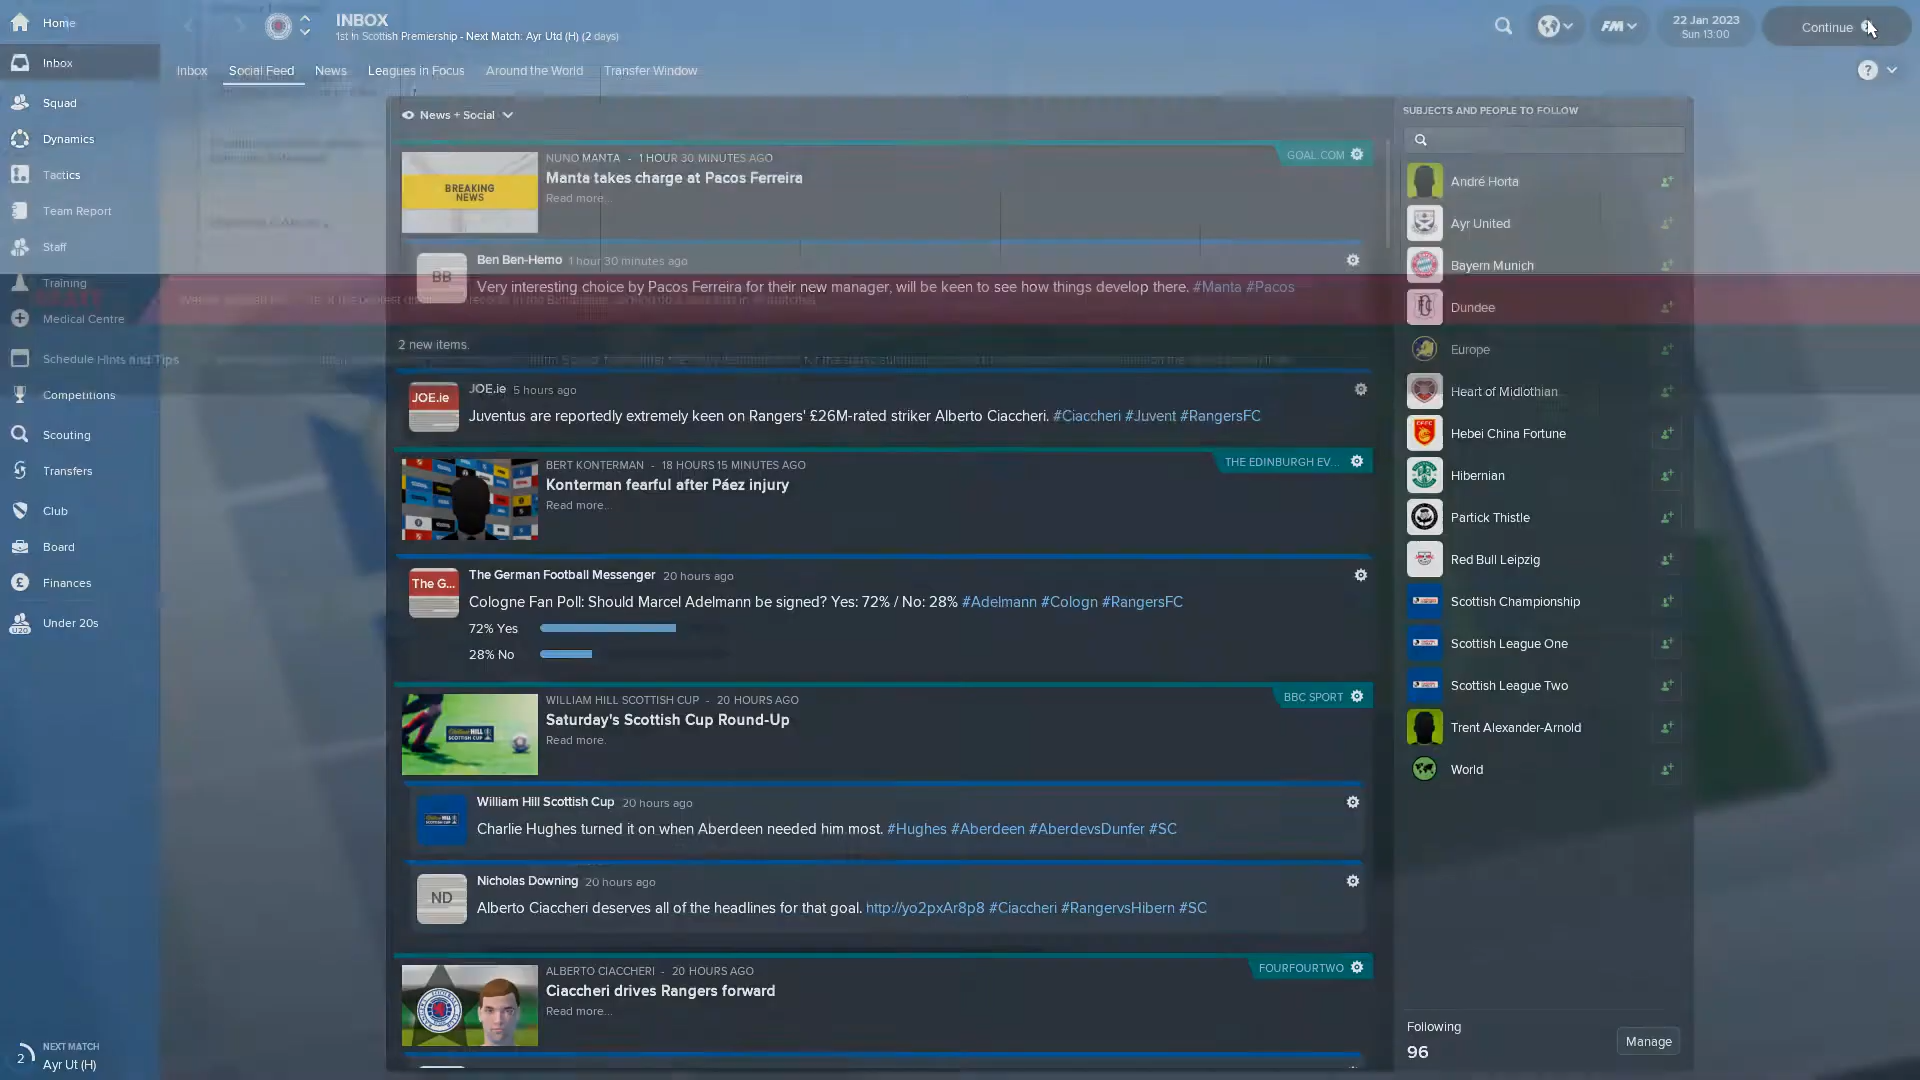 Home
INBOX
1st in Scottish Premiership - Next Match: Ayr Utd (H) (2 days)
FM
22 Jan 2023
Sun 13:00
Continue
Inbox
Inbox
Social Feed
News
Leagues in Focus
Around the World
Transfer Window
?
Squad
Dynamics
Tactics
Team Report
Staff
Training
Medical Centre
Schedule
Hints and Tips
Competitions
Scouting
Transfers
Club
Board
Finances
U20
Under 20s
2
NEXT MATCH
Ayr Ut (H)
News + Social
BREAKING
NEWS
NUNO MANTA - 1 HOUR 30 MINUTES AGO
GOAL.COM
Manta takes charge at Pacos Ferreira
Read more...
BB
Ben Ben-Hemo 1 hour 30 minutes ago
Very interesting choice by Pacos Ferreira for their new manager, will be keen to see how things develop there. #Manta #Pacos
2 new items.
JOE.ie
JOE.ie 5 hours ago
Juventus are reportedly extremely keen on Rangers' £26M-rated striker Alberto Ciaccheri. #Ciaccheri #Juvent #RangersFC
BERT KONTERMAN - 18 HOURS 15 MINUTES AGO
THE EDINBURGH EV...
Konterman fearful after Páez injury
Read more...
The G...
The German Football Messenger 20 hours ago
Cologne Fan Poll: Should Marcel Adelmann be signed? Yes: 72% / No: 28% #Adelmann #Cologn #RangersFC
72% Yes
28% No
WILLIAM HILL SCOTTISH CUP - 20 HOURS AGO
BBC SPORT
Saturday's Scottish Cup Round-Up
Read more.
William Hill Scottish Cup 20 hours ago
Charlie Hughes turned it on when Aberdeen needed him most. #Hughes #Aberdeen #AberdevsDunfer #SC
ND
Nicholas Downing 20 hours ago
Alberto Ciaccheri deserves all of the headlines for that goal. http://yo2pxAr8p8 #Ciaccheri #RangervsHibern #SC
ALBERTO CIACCHERI - 20 HOURS AGO
FOURFOURTWO
Ciaccheri drives Rangers forward
Read more...
SUBJECTS AND PEOPLE TO FOLLOW
André Horta
Ayr United
Bayern Munich
Dundee
Europe
Heart of Midlothian
Hebei China Fortune
Hibernian
Partick Thistle
Red Bull Leipzig
Scottish Championship
Scottish League One
Scottish League Two
Trent Alexander-Arnold
World
Following
96
Manage